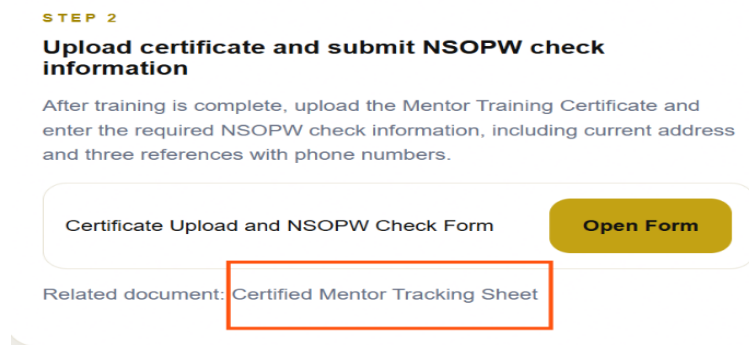 STEP 2
Upload certificate and submit NSOPW check
information
After training is complete, upload the Mentor Training Certificate and
enter the required NSOPW check information, including current address
and three references with phone numbers.
Certificate Upload and NSOPW Check Form
Open Form
Related document: Certified Mentor Tracking Sheet